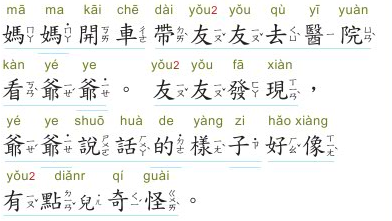 mā ma kāi chē dài yǒu2 yǒu qù yī yuàn
媽媽開車帶友友去醫院
kàn yé ye yǒu2 yǒu fā xiàn
看爺爺。友友發現，
yé ye shuō huà de yàng zi hǎo xiàng
爺爺說話的樣子好像
yǒu2 diǎnr qí guài
有點兒奇怪。